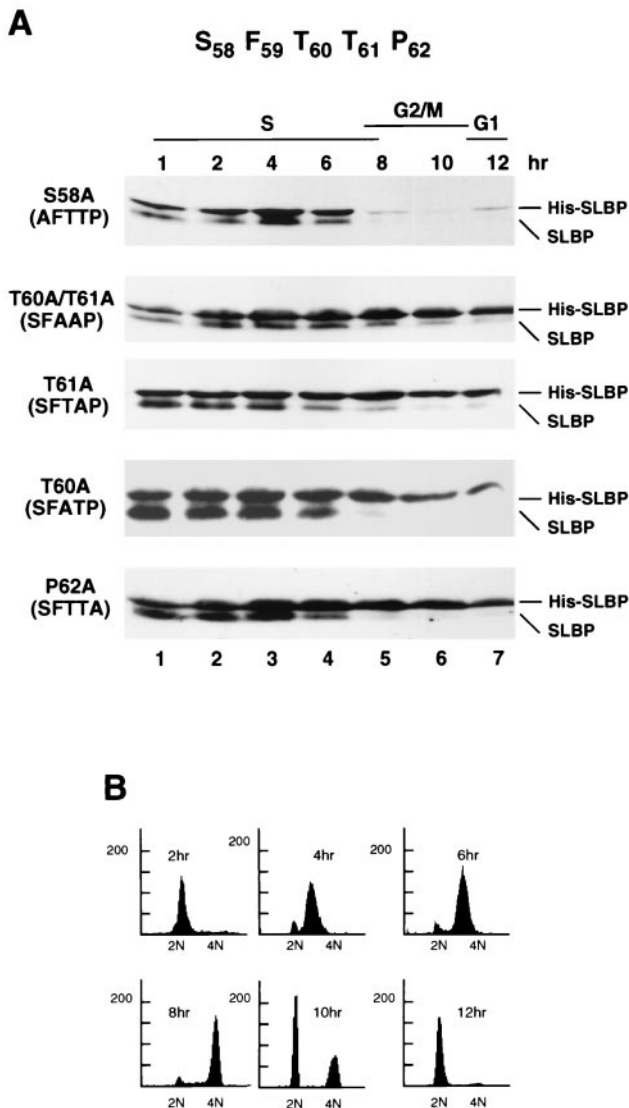 A
S58 F59 T60 T61 P62
S G2/M G1
1 2 4 6 8 10 12 hr
S58A
(AFTTP)
His-SLBP
SLBP
T60A/T61A
(SFAAP)
His-SLBP
SLBP
T61A
(SFTAP)
His-SLBP
SLBP
T60A
(SFATP)
His-SLBP
SLBP
P62A
(SFTTA)
His-SLBP
SLBP
1 2 3 4 5 6 7
B
200 2hr 200 4hr 200 6hr
2N 4N 2N 4N 2N 4N
200 8hr 200 10hr 200 12hr
2N 4N 2N 4N 2N 4N